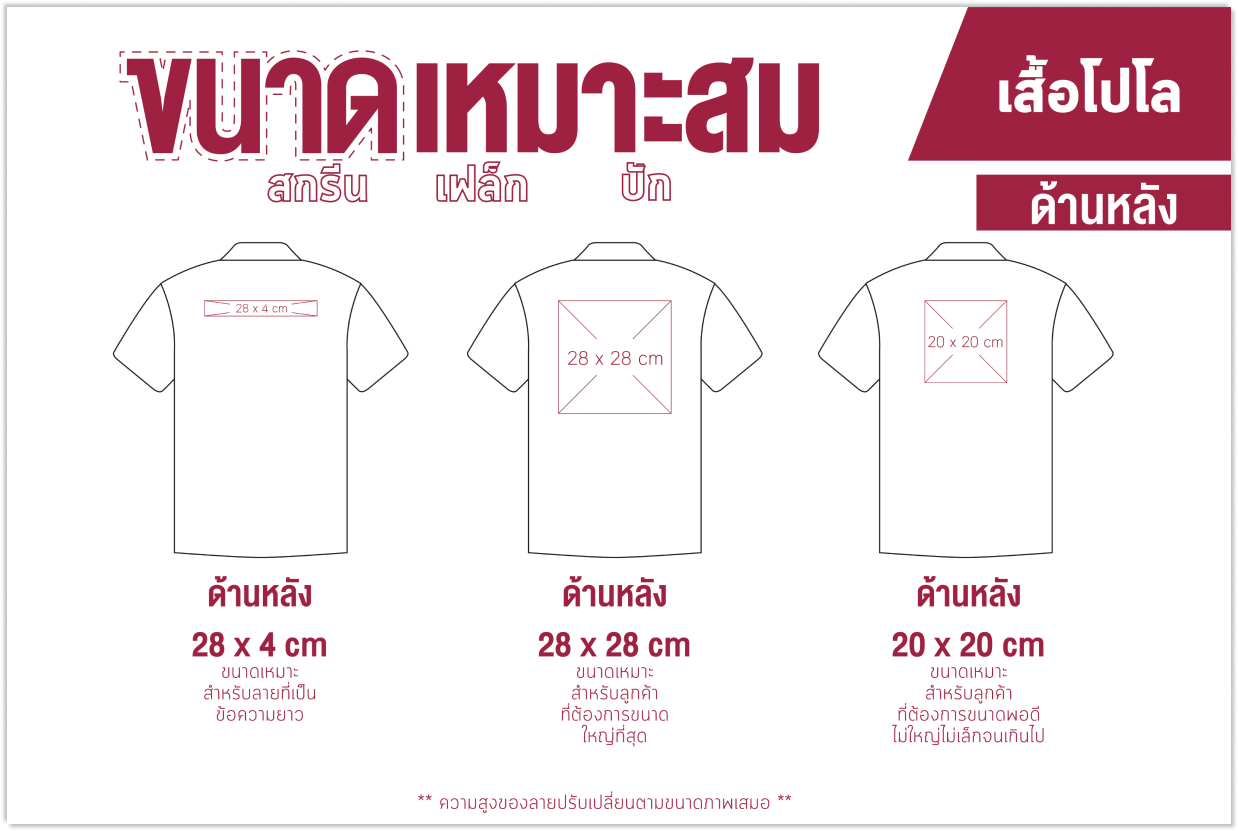 ขนาดเหมาะสม
สกรีน เฟล็ก ปัก
เสื้อโปโล
ด้านหลัง
28 x 4 cm
28 x 28 cm
20 x 20 cm
ด้านหลัง
28 x 4 cm
ขนาดเหมาะ
สำหรับลายที่เป็น
ข้อความยาว
ด้านหลัง
28 x 28 cm
ขนาดเหมาะ
สำหรับลูกค้า
ที่ต้องการขนาด
ใหญ่ที่สุด
ด้านหลัง
20 x 20 cm
ขนาดเหมาะ
สำหรับลูกค้า
ที่ต้องการขนาดพอดี
ไม่ใหญ่ไม่เล็กจนเกินไป
** ความสูงของลายปรับเปลี่ยนตามขนาดภาพเสมอ **